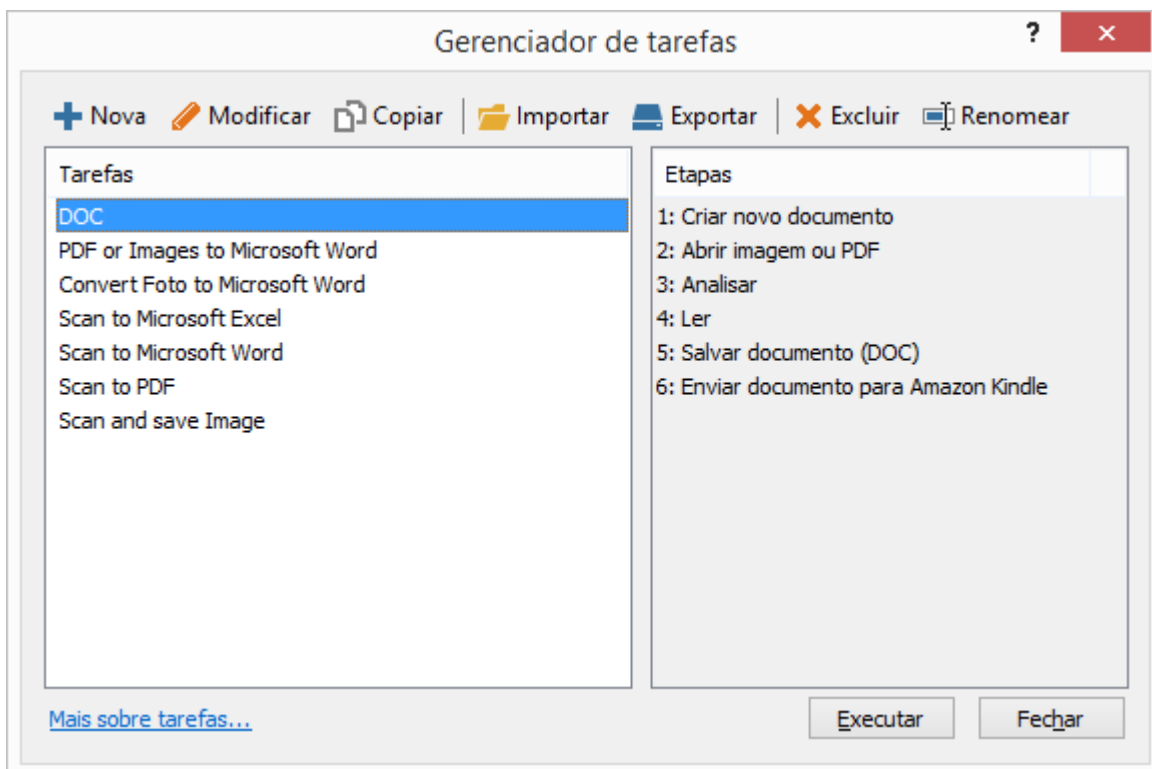 Gerenciador de tarefas ?
Nova Modificar Copiar Importar Exportar Excluir Renomear
Tarefas
DOC
PDF or Images to Microsoft Word
Convert Foto to Microsoft Word
Scan to Microsoft Excel
Scan to Microsoft Word
Scan to PDF
Scan and save Image
Etapas
1: Criar novo documento
2: Abrir imagem ou PDF
3: Analisar
4: Ler
5: Salvar documento (DOC)
6: Enviar documento para Amazon Kindle
Mais sobre tarefas...
Executar
Fechar